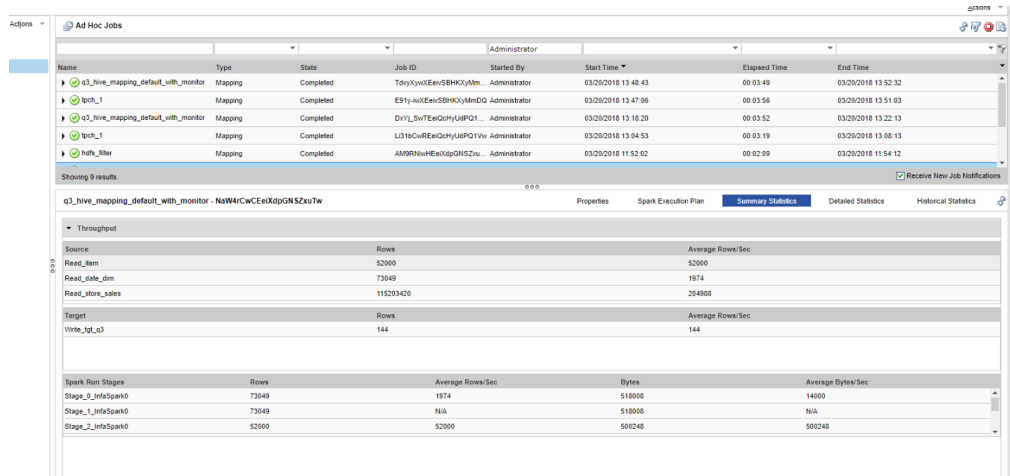 Actions
Actions
Ad Hoc Jobs
Administrator
Name Type State Job ID Started By Start Time Elapsed Time End Time
q3_hive_mapping_default_with_monitor Mapping Completed Administrator 03/20/2018 13:48:43 00:03:49 03/20/2018 13:52:32
tpch_1 Mapping Completed Administrator 03/20/2018 13:47:06 00:03:56 03/20/2018 13:51:03
q3_hive_mapping_default_with_monitor Mapping Completed Administrator 03/20/2018 13:18:20 00:03:52 03/20/2018 13:22:13
tpch_1 Mapping Completed Administrator 03/20/2018 13:04:53 00:03:19 03/20/2018 13:08:13
hdfs_filter Mapping Completed Administrator 03/20/2018 11:52:02 00:02:09 03/20/2018 11:54:12
Showing 9 results. Receive New Job Notifications
q3_hive_mapping_default_with_monitor - NaW4rCwCEeiXdpGNSZxuTw Properties Spark Execution Plan Summary Statistics Detailed Statistics Historical Statistics
Throughput
Source Rows Average Rows/Sec
Read_item 52000 52000
Read_date_dim 73049 1974
Read_store_sales 115203420 204988
Target Rows Average Rows/Sec
Write_tgt_q3 144 144
Spark Run Stages Rows Average Rows/Sec Bytes Average Bytes/Sec
Stage_0_InfaSpark0 73049 1974 518008 14000
Stage_1_InfaSpark0 73049 N/A 518008 N/A
Stage_2_InfaSpark0 52000 52000 500248 500248